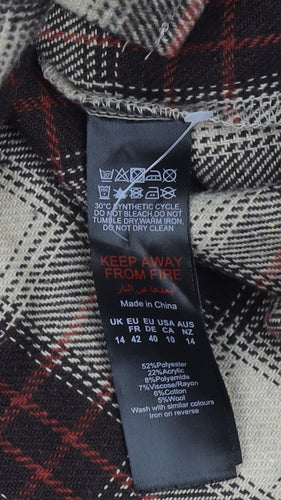 30°C SYNTHETIC CYCLE,
DO NOT BLEACH,DO NOT
TUMBLE DRY,WARM IRON,
DO NOT DRY CLEAN
KEEP AWAY
FROM FIRE
أبعدها عن النار
Made in China
UK EU EU USA AUS
FR DE CA NZ
14 42 40 10 14
52%Polyester
22%Acrylic
8%Polyamide
7%Viscose/Rayon
6%Cotton
5%Wool
Wash with similar colours
iron on reverse